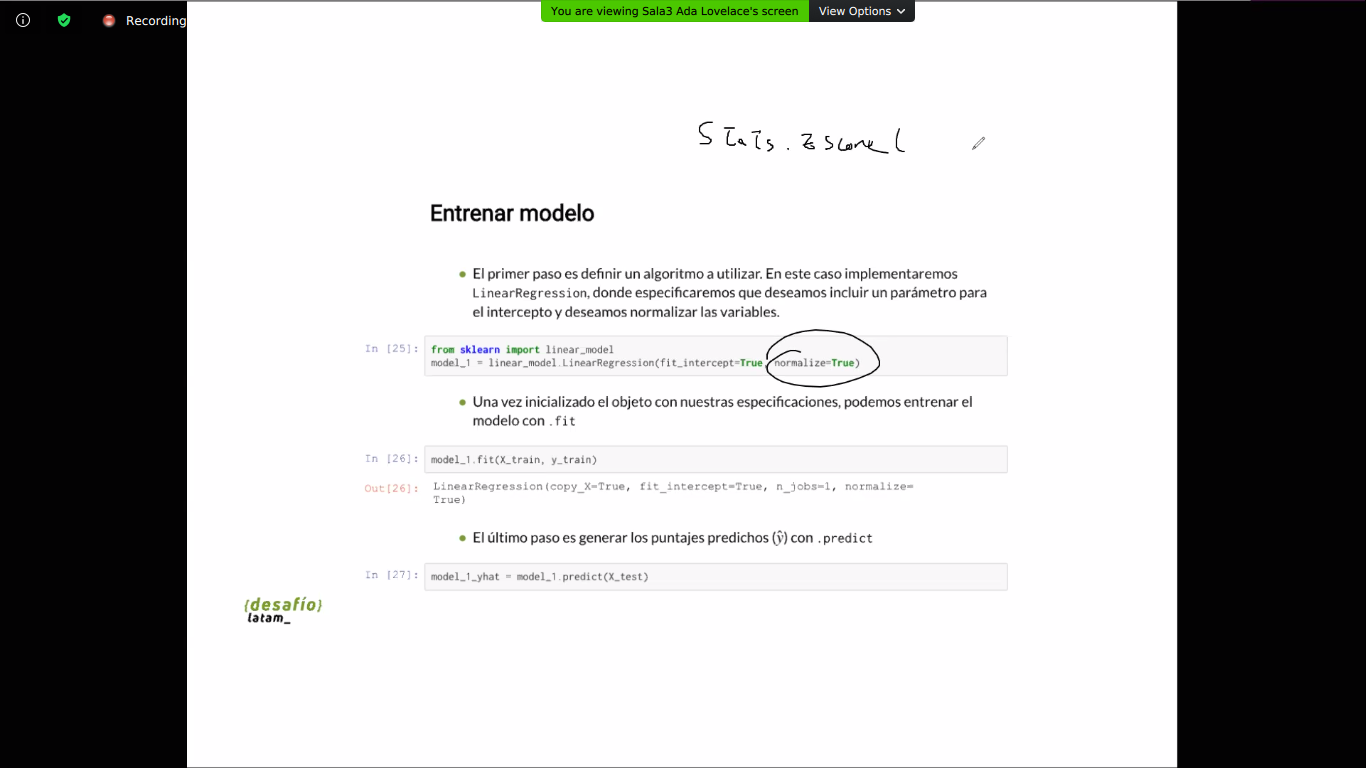 You are viewing Sala3 Ada Lovelace's screen
View Options
Recording
Stats.zscore(
Entrenar modelo
El primer paso es definir un algoritmo a utilizar. En este caso implementaremos
LinearRegression, donde especificaremos que deseamos incluir un parámetro para
el intercepto y deseamos normalizar las variables.
In [25]: from sklearn import linear_model
model_1 = linear_model.LinearRegression(fit_intercept=True, normalize=True)
Una vez inicializado el objeto con nuestras especificaciones, podemos entrenar el
modelo con .fit
In [26]: model_1.fit(X_train, y_train)
Out[26]: LinearRegression(copy_X=True, fit_intercept=True, n_jobs=1, normalize=
True)
El último paso es generar los puntajes predichos (ŷ) con .predict
In [27]: model_1_yhat = model_1.predict(X_test)
{desafío}
latam_